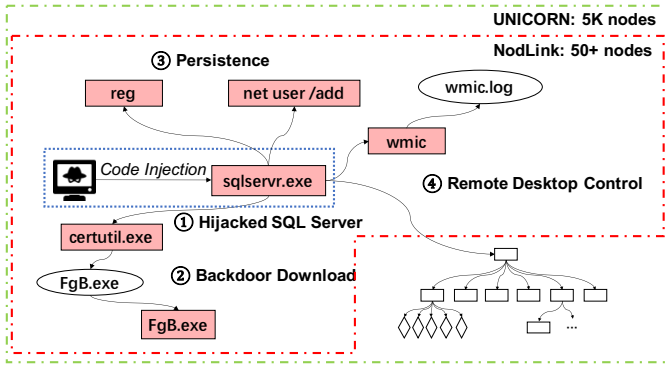 UNICORN: 5K nodes
NodLink: 50+ nodes
③ Persistence
reg
net user /add
wmic.log
wmic
Code Injection
sqlservr.exe
④ Remote Desktop Control
① Hijacked SQL Server
certutil.exe
② Backdoor Download
FgB.exe
FgB.exe
...